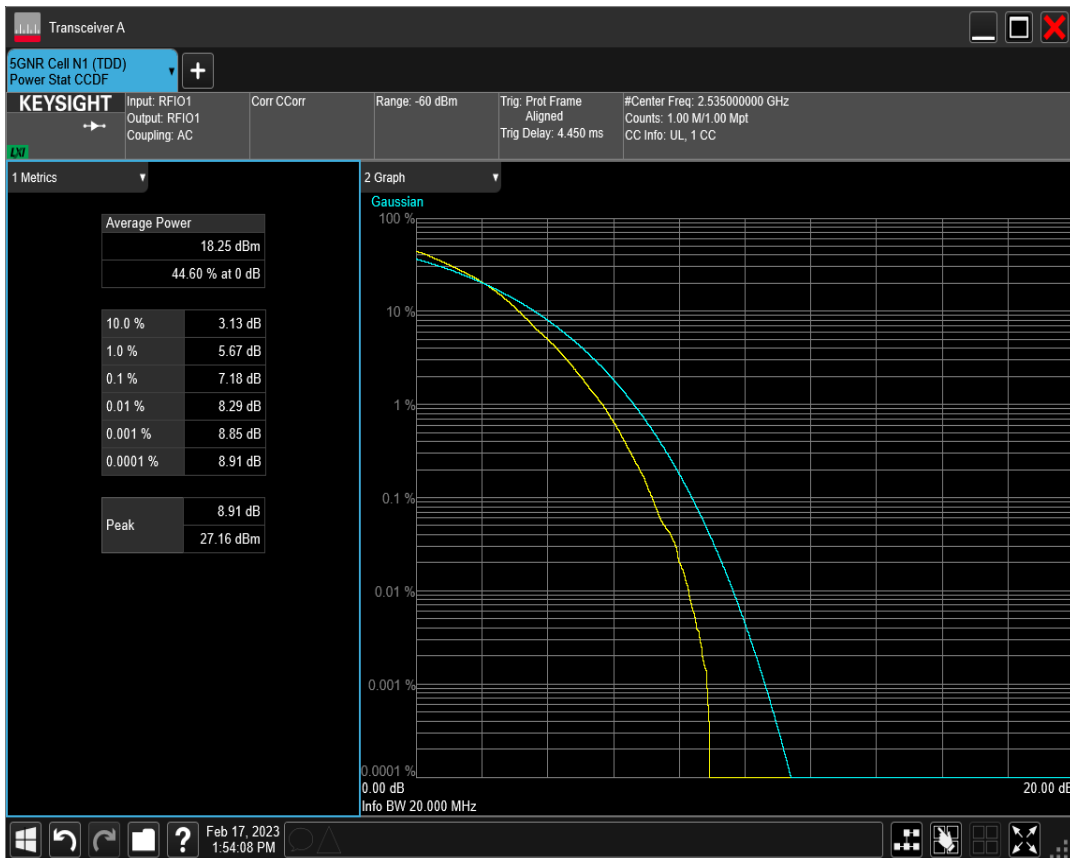 Transceiver A
5GNR Cell N1 (TDD)
Power Stat CCDF
KEYSIGHT
LXI
Input: RFIO1
Output: RFIO1
Coupling: AC
Corr CCorr
Range: -60 dBm
Trig: Prot Frame
Aligned
Trig Delay: 4.450 ms
#Center Freq: 2.535000000 GHz
Counts: 1.00 M/1.00 Mpt
CC Info: UL, 1 CC
1 Metrics
Average Power
18.25 dBm
44.60 % at 0 dB
10.0 % 3.13 dB
1.0 % 5.67 dB
0.1 % 7.18 dB
0.01 % 8.29 dB
0.001 % 8.85 dB
0.0001 % 8.91 dB
Peak
8.91 dB
27.16 dBm
2 Graph
Gaussian
100 %
10 %
1 %
0.1 %
0.01 %
0.001 %
0.0001 %
0.00 dB 20.00 dB
Info BW 20.000 MHz
?
Feb 17, 2023
1:54:08 PM